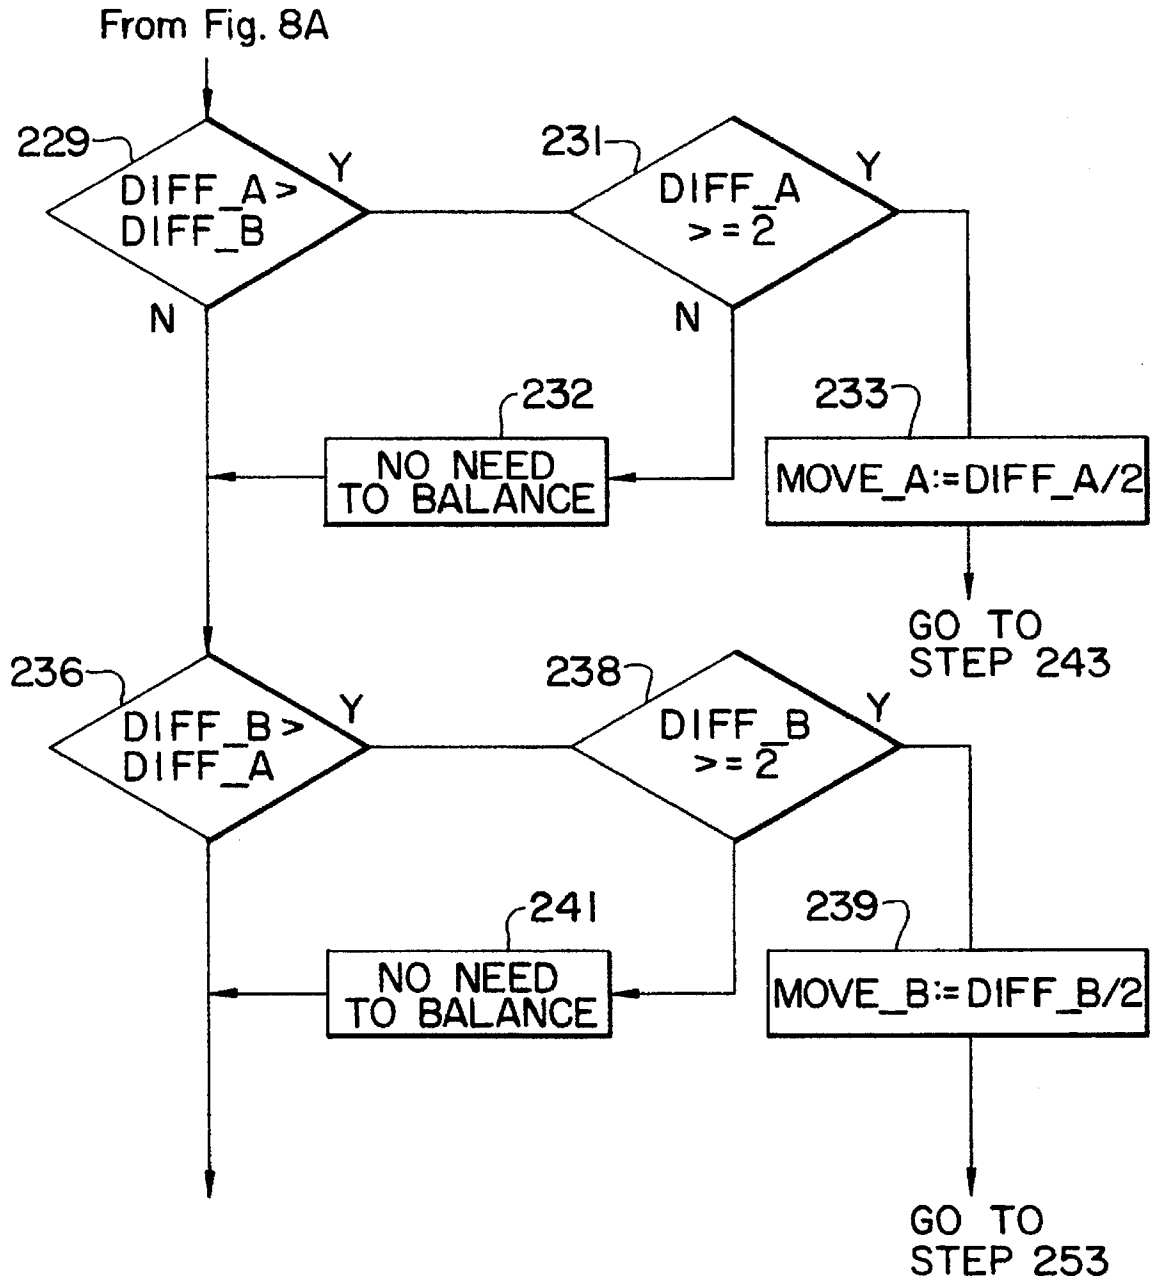 From Fig. 8A
229
DIFF_A >
DIFF_B
Y
N
231
DIFF_A
>=2
Y
N
232
NO NEED
TO BALANCE
233
MOVE_A:=DIFF_A/2
GO TO
STEP 243
236
DIFF_B >
DIFF_A
Y
238
DIFF_B
>=2
Y
241
NO NEED
TO BALANCE
239
MOVE_B:=DIFF_B/2
GO TO
STEP 253